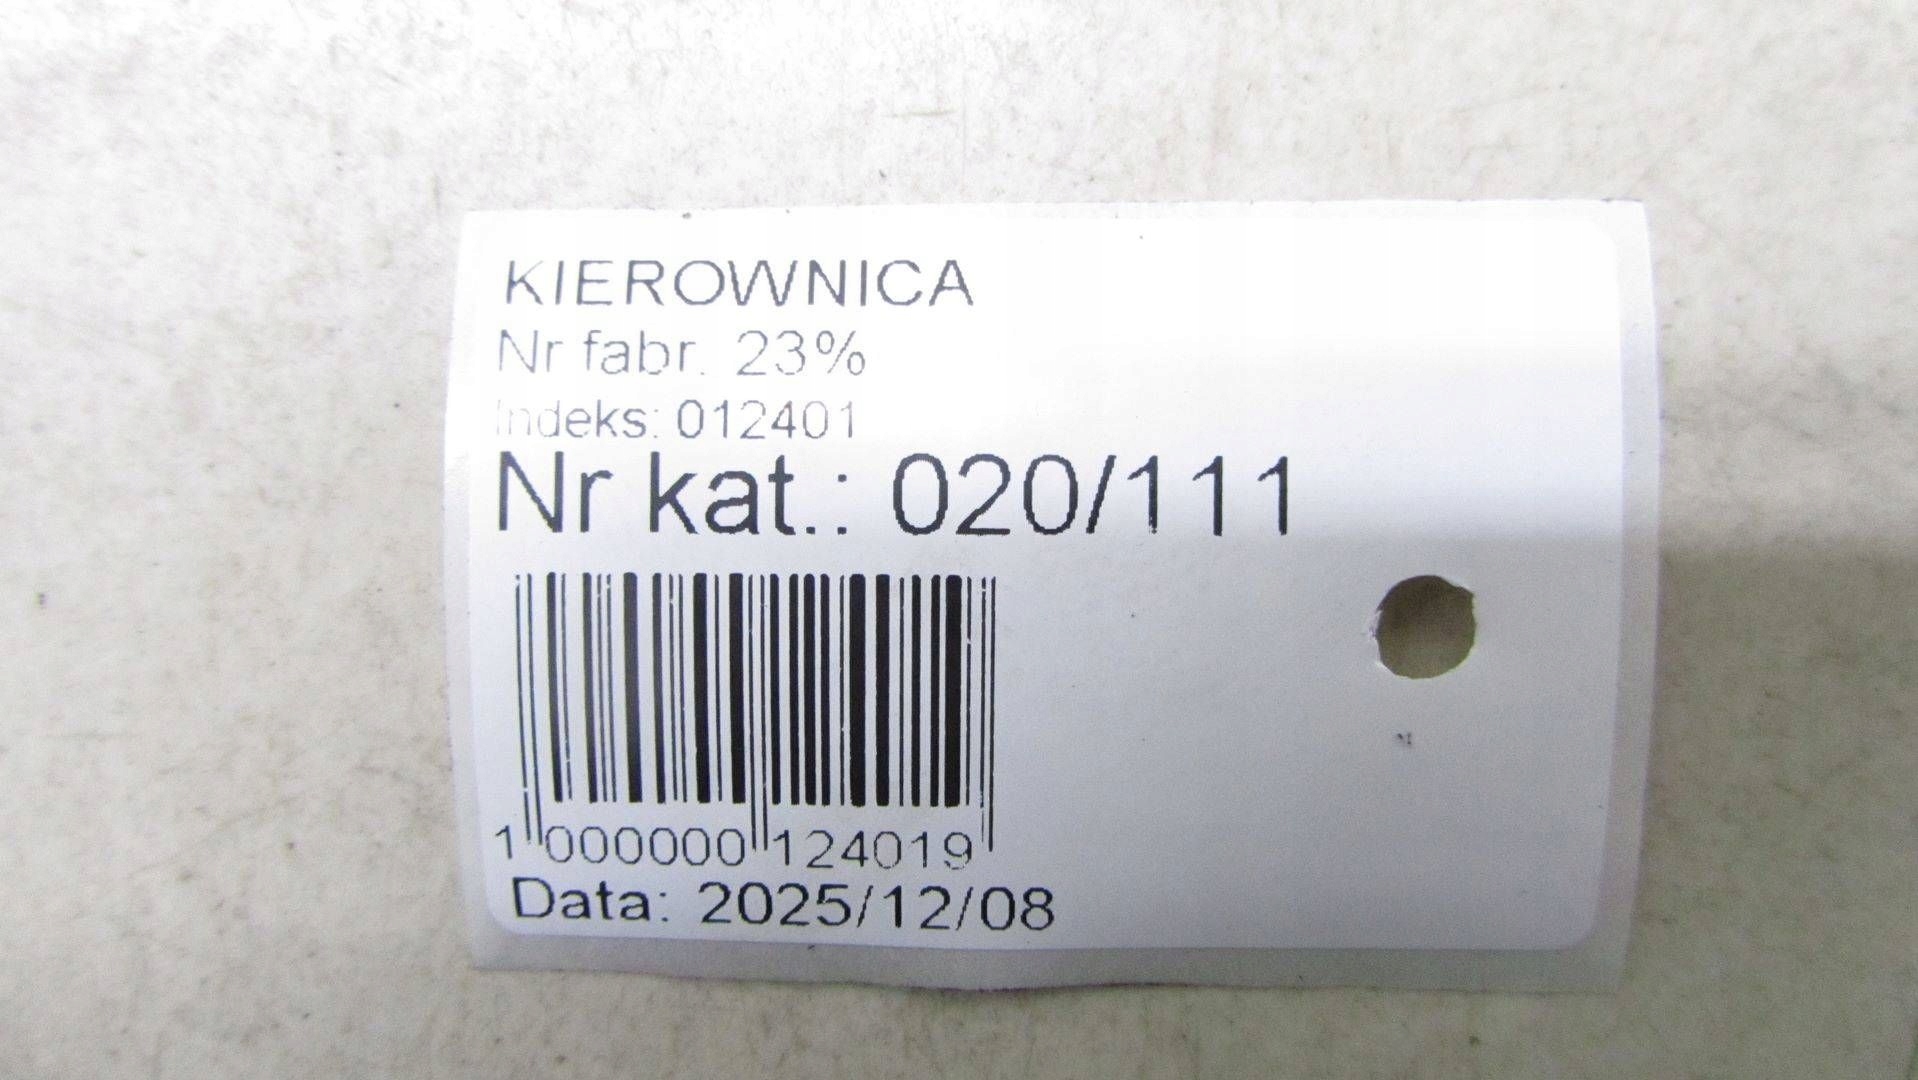 KIEROWNICA
Nr fabr. 23%
Indeks: 012401
Nr kat.: 020/111
1 000000 124019
Data: 2025/12/08